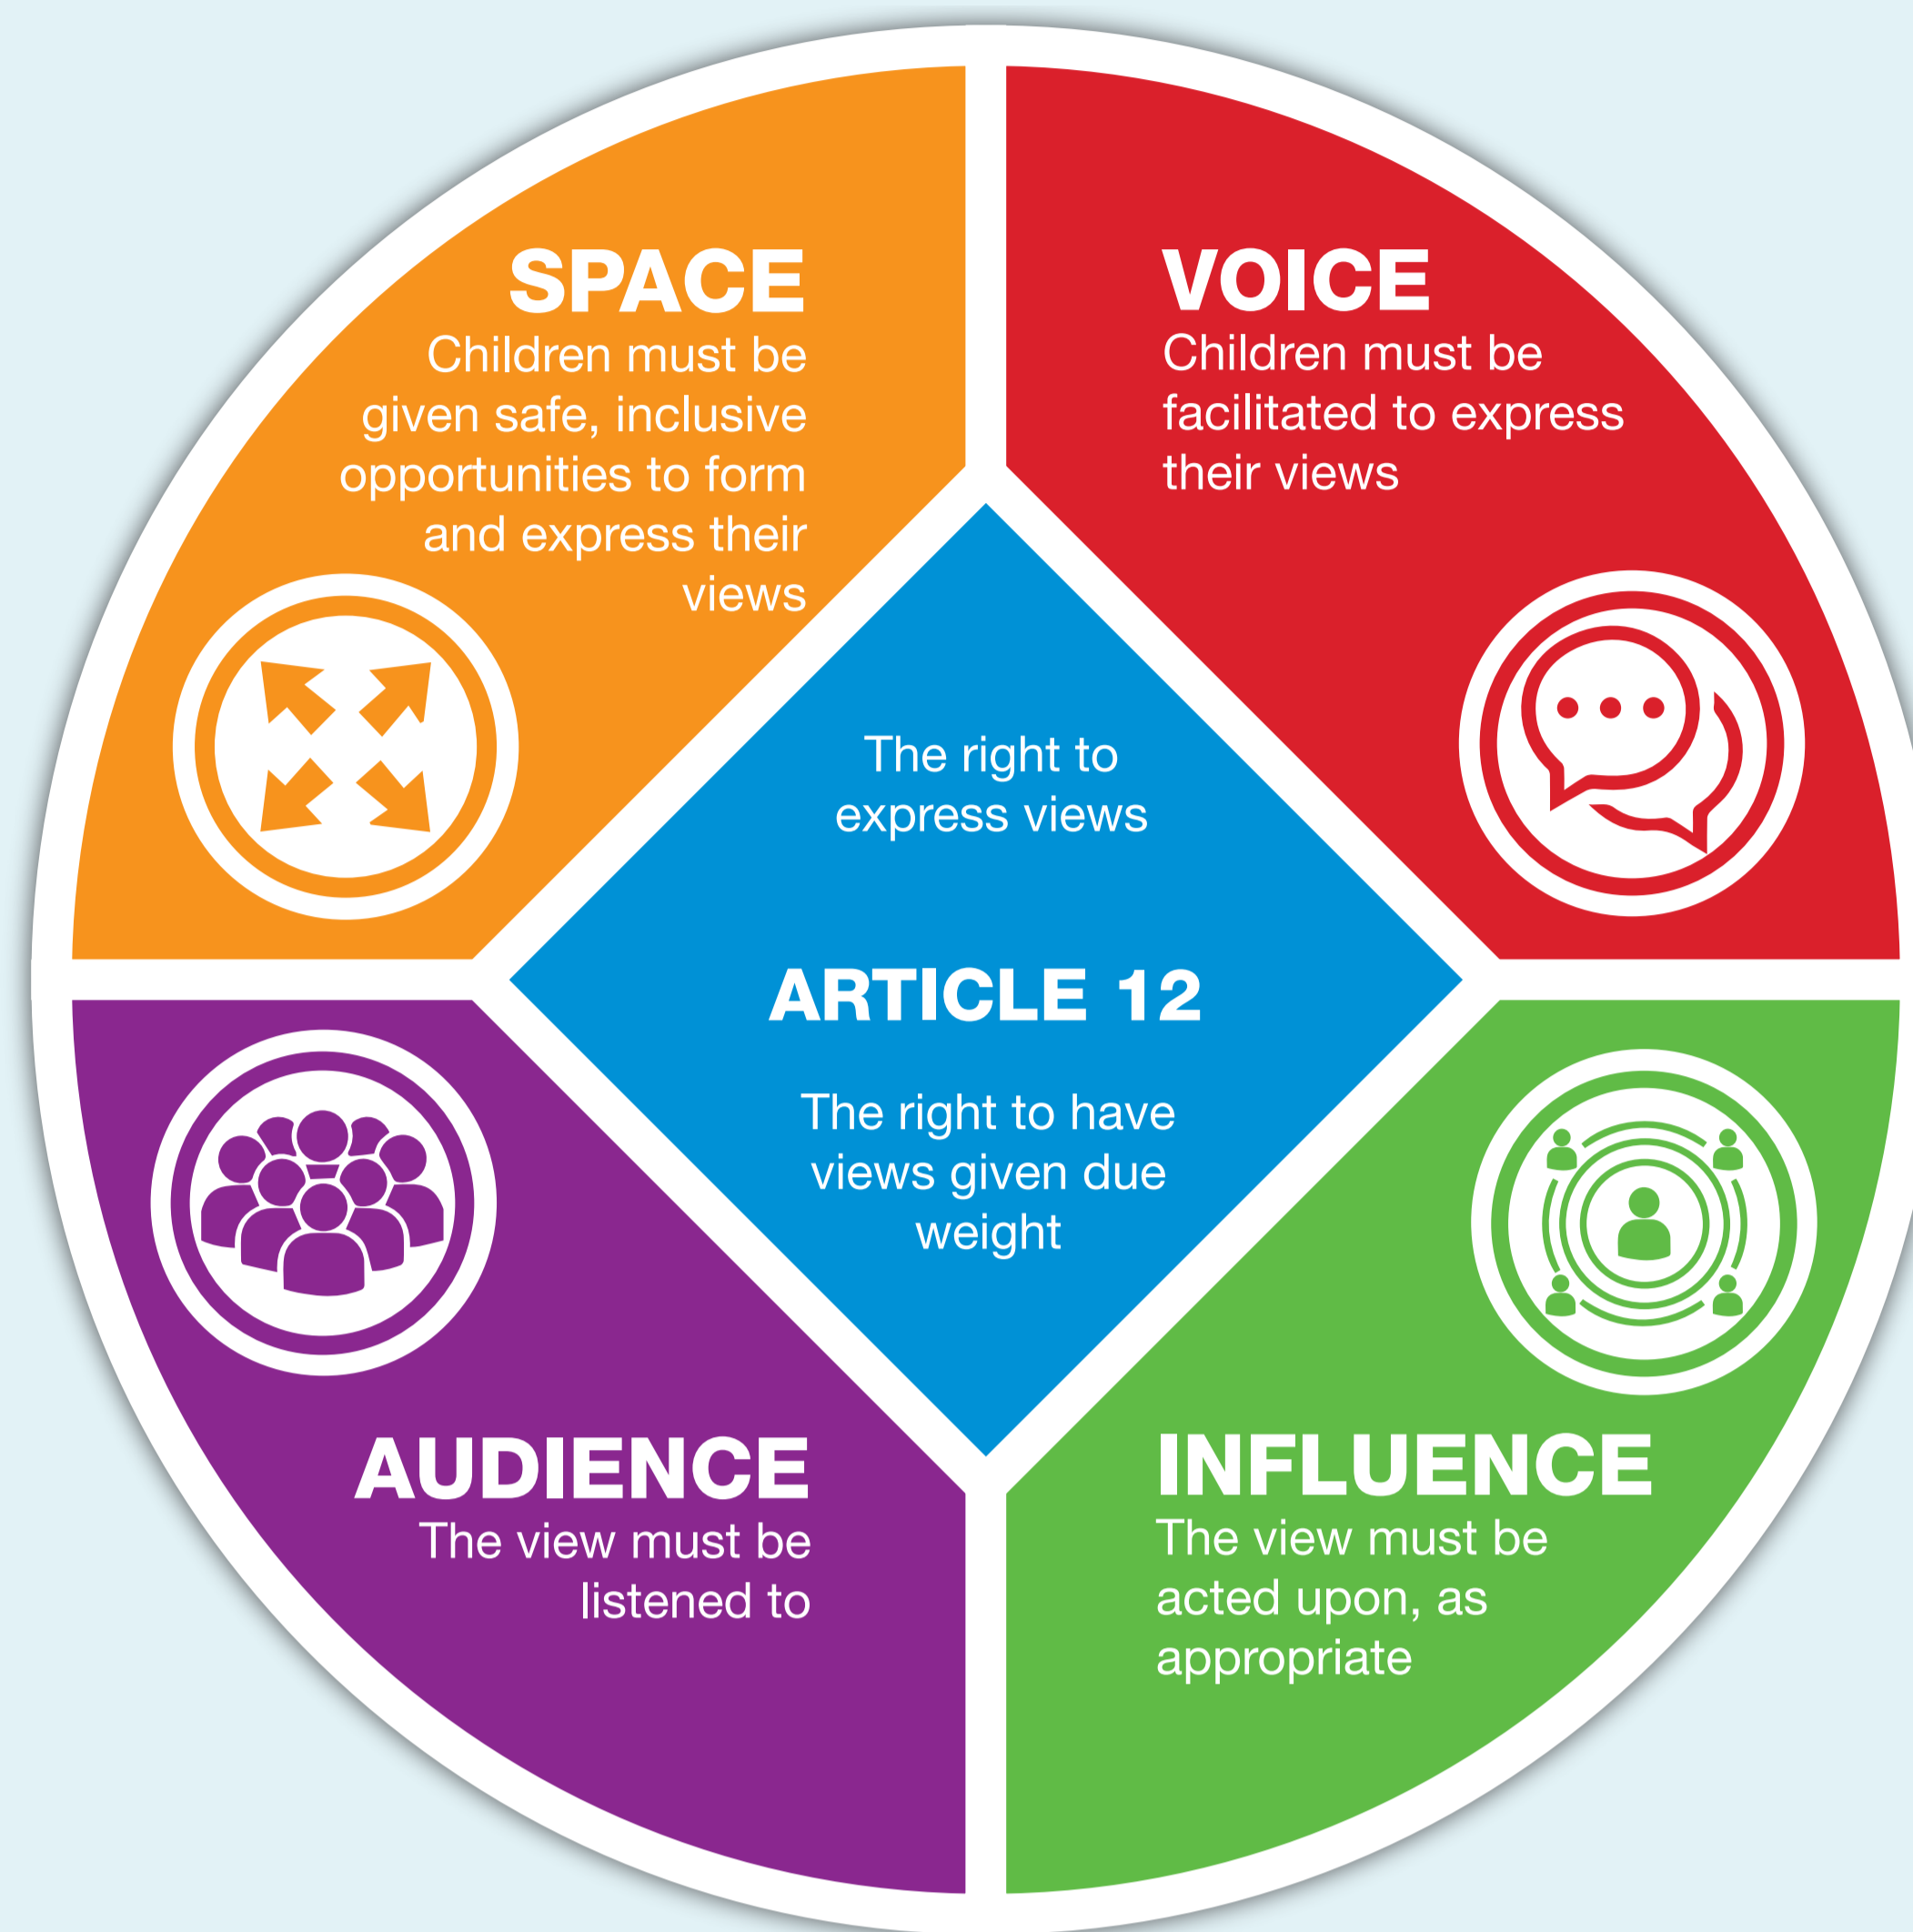 SPACE
Children must be
given safe, inclusive
opportunities to form
and express their
views
VOICE
Children must be
facilitated to express
their views
The right to
express views
ARTICLE 12
The right to have
views given due
weight
AUDIENCE
The view must be
listened to
INFLUENCE
The view must be
acted upon, as
appropriate